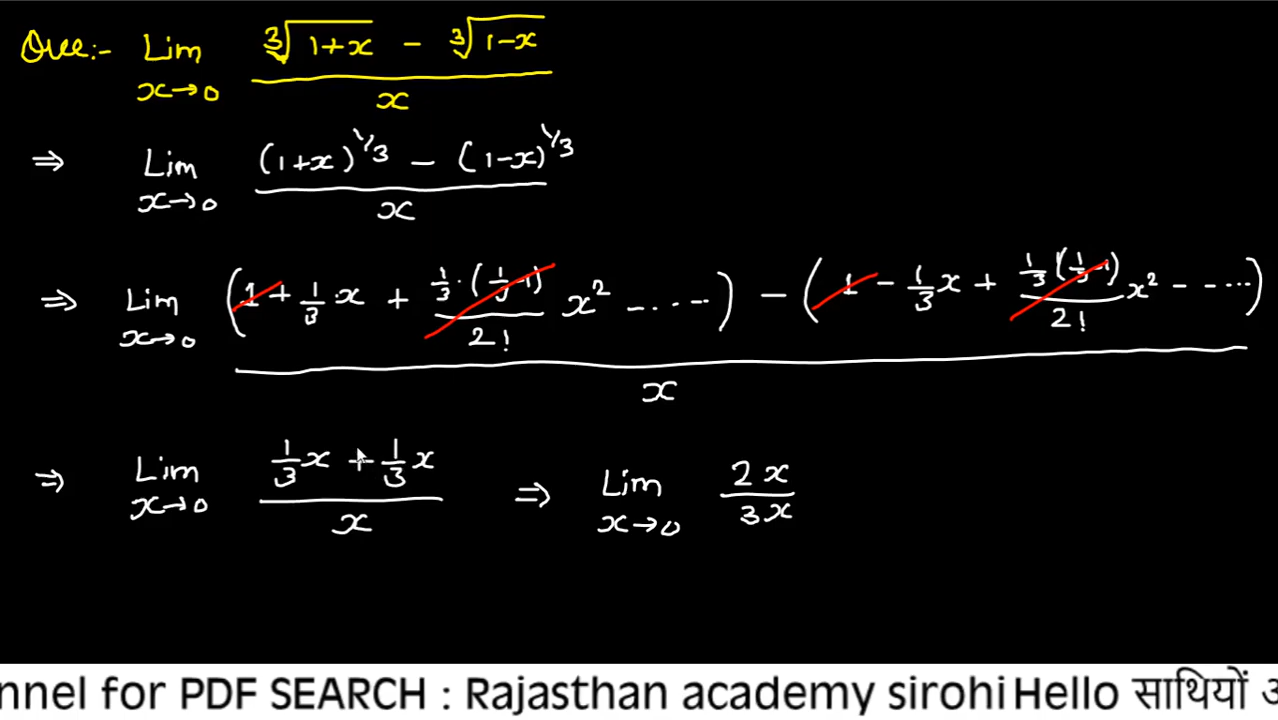 Que:- Lim x→0 (∛(1+x) - ∛(1-x))/x
⇒ Lim x→0 ((1+x)^1/3 - (1-x)^1/3)/x
⇒ Lim x→0 ((1 + 1/3 x + (1/3·(1/3-1))/2! x² - ....) - (1 - 1/3 x + (1/3(1/3-1))/2! x² - - ....))/x
⇒ Lim x→0 (1/3 x + 1/3 x)/x ⇒ Lim x→0 2x/3x
nnel for PDF SEARCH : Rajasthan academy sirohi Hello साथियों